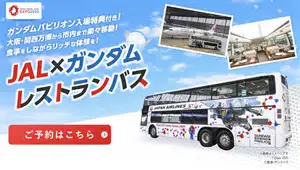 ガンダムパビリオン入場特典付き！
大阪・関西万博から市内まで楽々移動！
食事をしながらリッチな体験を！
JAL×ガンダム
レストランバス
ご予約はこちら
JAPAN AIRLINES